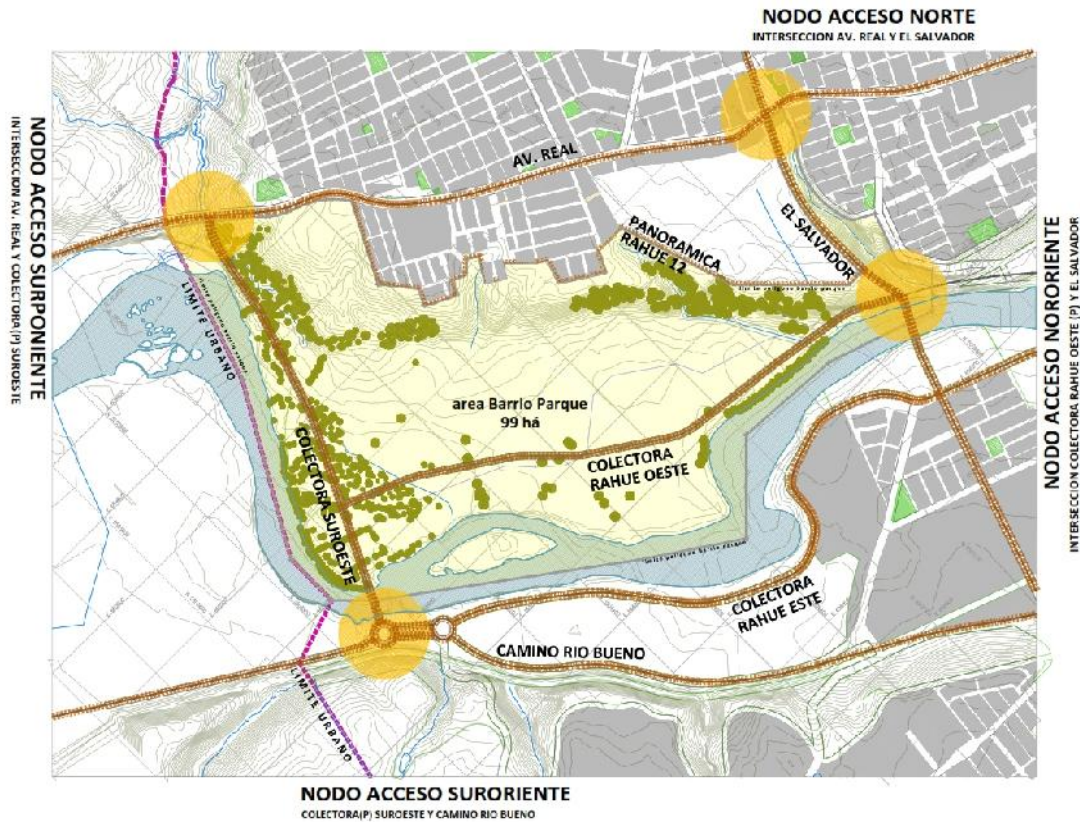 NODO ACCESO NORTE
INTERSECCION AV. REAL Y EL SALVADOR
NODO ACCESO SURPONIENTE
INTERSECCION AV. REAL Y COLECTORA (P) SUROESTE
AV. REAL
PANORAMICA
RAHUE 12
EL SALVADOR
NODO ACCESO NORORIENTE
INTERSECCION COLECTORA RAHUE OESTE (P) Y EL SALVADOR
LIMITE URBANO
area Barrio Parque
99 há
COLECTORA SUROESTE
COLECTORA
RAHUE OESTE
COLECTORA
RAHUE ESTE
CAMINO RIO BUENO
LIMITE URBANO
NODO ACCESO SURORIENTE
COLECTORA(P) SUROESTE Y CAMINO RIO BUENO